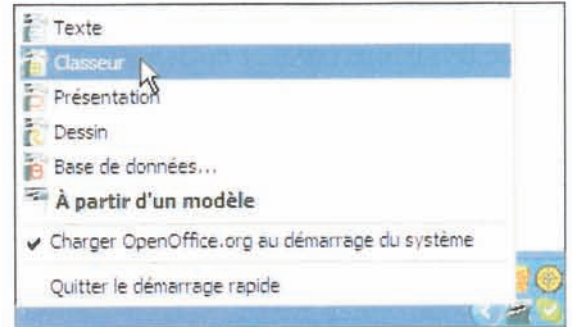 Texte
Classeur
Présentation
Dessin
Base de données...
À partir d'un modèle
Charger OpenOffice.org au démarrage du système
Quitter le démarrage rapide